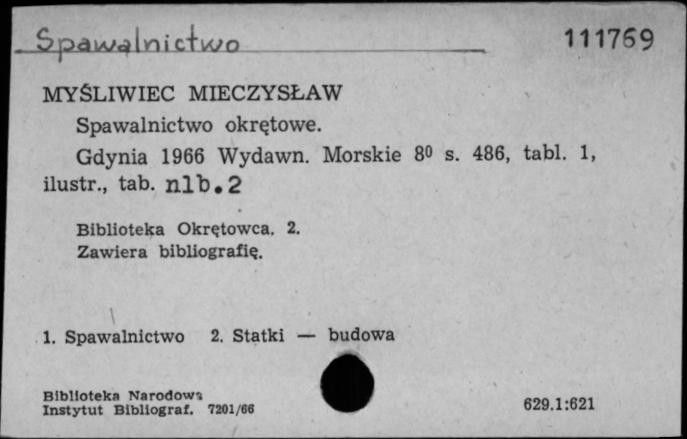 Spawalnictwo 111769
MYŚLIWIEC MIECZYSŁAW
Spawalnictwo okrętowe.
Gdynia 1966 Wydawn. Morskie 8⁰ s. 486, tabl. 1,
ilustr., tab. nlb.2
Biblioteka Okrętowca. 2.
Zawiera bibliografię.
1. Spawalnictwo 2. Statki — budowa
Biblioteka Narodowa
Instytut Bibliograf. 7201/66 629.1:621